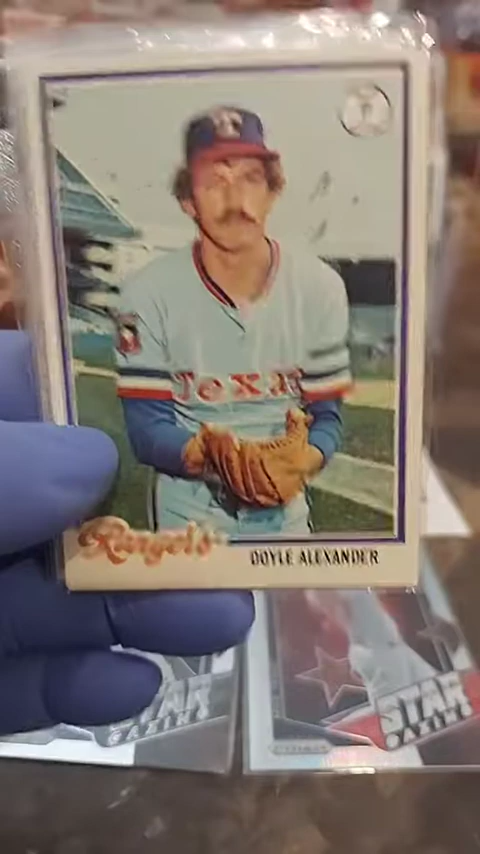 T
P
Texas
Rangers
DOYLE ALEXANDER
STAR
GAZING
STAR
GAZING